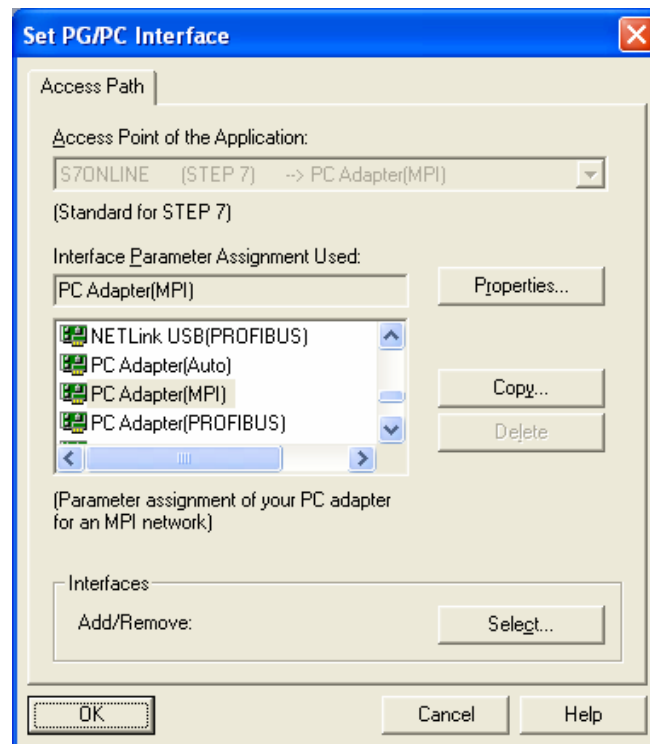 Set PG/PC Interface
Access Path
Access Point of the Application:
S7ONLINE (STEP 7) --> PC Adapter(MPI)
(Standard for STEP 7)
Interface Parameter Assignment Used:
PC Adapter(MPI)
Properties...
NETLink USB(PROFIBUS)
PC Adapter(Auto)
PC Adapter(MPI)
PC Adapter(PROFIBUS)
Copy...
Delete
(Parameter assignment of your PC adapter
for an MPI network)
Interfaces
Add/Remove:
Select...
OK
Cancel
Help